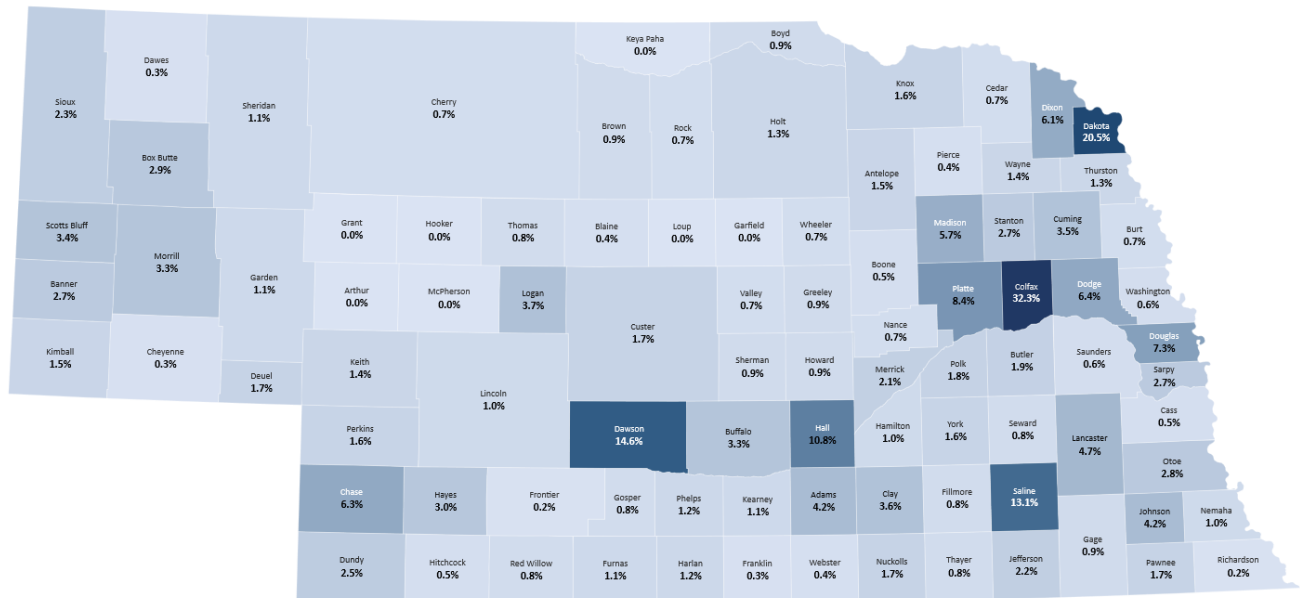 Keya Paha
0.0%
Boyd
0.9%
Dawes
0.3%
Sioux
2.3%
Sheridan
1.1%
Cherry
0.7%
Brown
0.9%
Rock
0.7%
Holt
1.3%
Knox
1.6%
Cedar
0.7%
Dixon
6.1%
Dakota
20.5%
Box Butte
2.9%
Antelope
1.5%
Pierce
0.4%
Wayne
1.4%
Thurston
1.3%
Scotts Bluff
3.4%
Morrill
3.3%
Garden
1.1%
Grant
0.0%
Hooker
0.0%
Thomas
0.8%
Blaine
0.4%
Loup
0.0%
Garfield
0.0%
Wheeler
0.7%
Madison
5.7%
Stanton
2.7%
Cuming
3.5%
Burt
0.7%
Boone
0.5%
Banner
2.7%
Arthur
0.0%
McPherson
0.0%
Logan
3.7%
Custer
1.7%
Valley
0.7%
Greeley
0.9%
Platte
8.4%
Colfax
32.3%
Dodge
6.4%
Washington
0.6%
Nance
0.7%
Kimball
1.5%
Cheyenne
0.3%
Deuel
1.7%
Keith
1.4%
Lincoln
1.0%
Sherman
0.9%
Howard
0.9%
Merrick
2.1%
Polk
1.8%
Butler
1.9%
Saunders
0.6%
Douglas
7.3%
Sarpy
2.7%
Perkins
1.6%
Dawson
14.6%
Buffalo
3.3%
Hall
10.8%
Hamilton
1.0%
York
1.6%
Seward
0.8%
Lancaster
4.7%
Cass
0.5%
Otoe
2.8%
Chase
6.3%
Hayes
3.0%
Frontier
0.2%
Gosper
0.8%
Phelps
1.2%
Kearney
1.1%
Adams
4.2%
Clay
3.6%
Fillmore
0.8%
Saline
13.1%
Gage
0.9%
Johnson
4.2%
Nemaha
1.0%
Dundy
2.5%
Hitchcock
0.5%
Red Willow
0.8%
Furnas
1.1%
Harlan
1.2%
Franklin
0.3%
Webster
0.4%
Nuckolls
1.7%
Thayer
0.8%
Jefferson
2.2%
Pawnee
1.7%
Richardson
0.2%